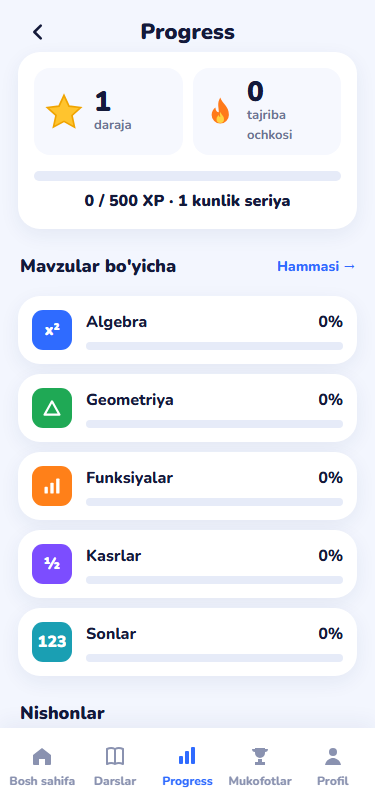 Progress
1
daraja
0
tajriba
ochkosi
0 / 500 XP · 1 kunlik seriya
Mavzular bo'yicha
Hammasi →
x²
Algebra
0%
Geometriya
0%
Funksiyalar
0%
½
Kasrlar
0%
123
Sonlar
0%
Nishonlar
Bosh sahifa
Darslar
Progress
Mukofotlar
Profil